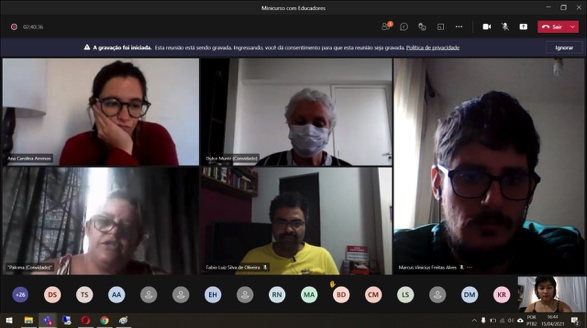 Minicurso com Educadores
02:40:36
Sair
A gravação foi iniciada. Esta reunião está sendo gravada. Ingressando, você dá consentimento para que esta reunião seja gravada. Política de privacidade
Ignorar
Ana Carolina Arenson
Dulce Muniz (Convidado)
"Paloma (Convidado)"
Fabio Luiz Silva de Oliveira
Marcus Vinicius Freitas Alves
+26 DS TS AA EH RN MA BD CM LS DM KR
POR 16:44
PTB2 15/04/2021